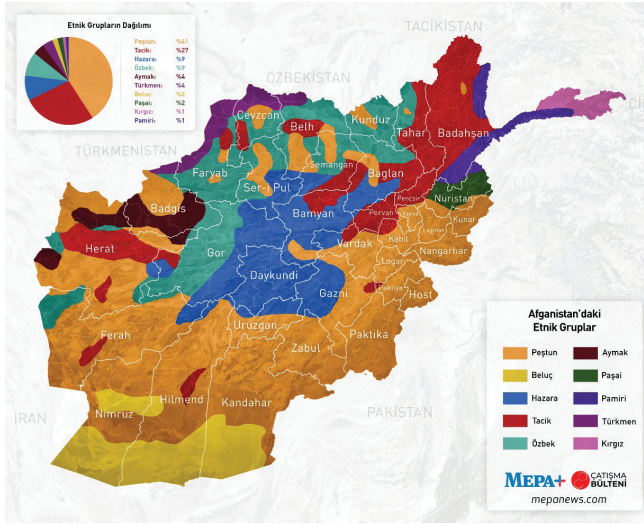 Etnik Grupların Dağılımı
Peştun: %41
Tacik: %27
Hazara: %9
Özbek: %9
Aymak: %4
Türkmen: %4
Beluç: %2
Paşai: %2
Kırgız: %1
Pamiri: %1
TACİKİSTAN
ÖZBEKİSTAN
TÜRKMENİSTAN
İRAN
PAKİSTAN
Cevzcan
Belh
Kunduz
Tahar
Badahşan
Faryab
Semangan
Ser-i Pul
Baglan
Badgis
Bamyan
Pençşir
Nuristan
Pervan
Kunar
Herat
Gor
Vardak
Kabil
Lagman
Nangarhar
Logar
Daykundi
Gazni
Paktiya
Host
Ferah
Uruzgan
Paktika
Zabul
Nimruz
Hilmend
Kandahar
Afganistan'daki
Etnik Gruplar
Peştun
Aymak
Beluç
Paşai
Hazara
Pamiri
Tacik
Türkmen
Özbek
Kırgız
MEPA+
ÇATIŞMA
BÜLTENİ
mepanews.com